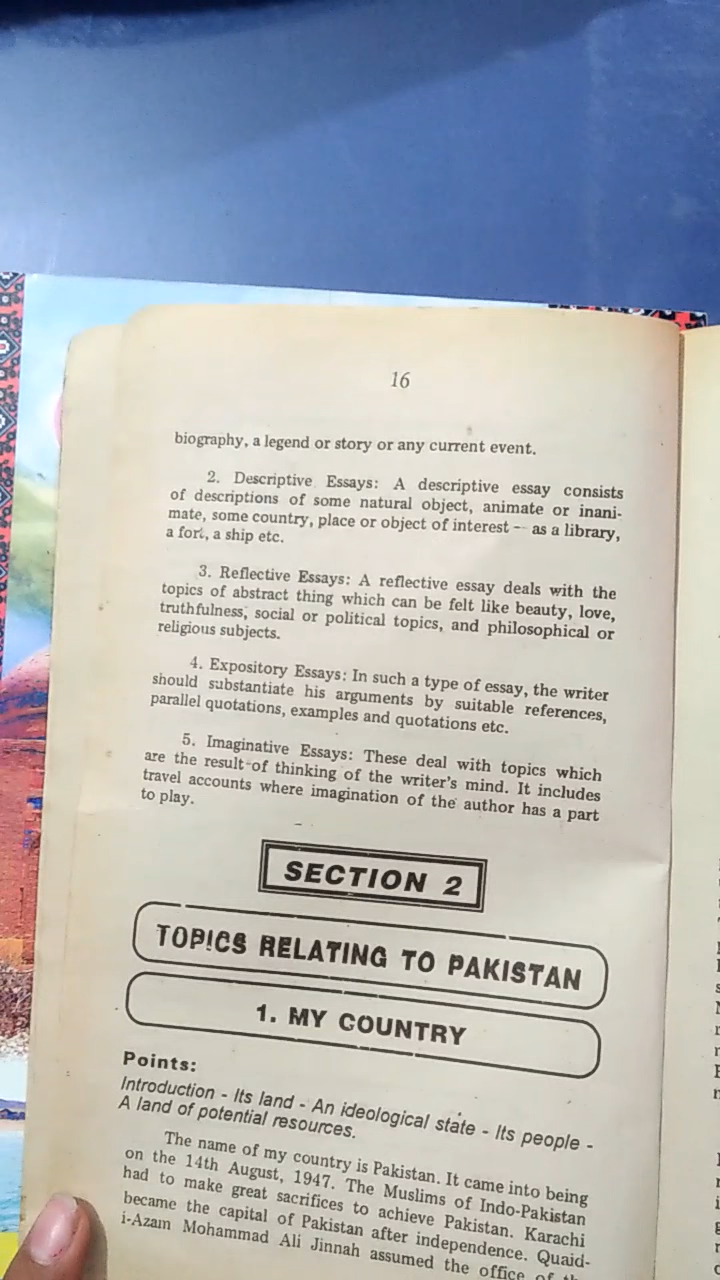 16
biography, a legend or story or any current event.
2. Descriptive Essays: A descriptive essay consists
of descriptions of some natural object, animate or inani-
mate, some country, place or object of interest - as a library,
a fort, a ship etc.
3. Reflective Essays: A reflective essay deals with the
topics of abstract thing which can be felt like beauty, love,
truthfulness, social or political topics, and philosophical or
religious subjects.
4. Expository Essays: In such a type of essay, the writer
should substantiate his arguments by suitable references,
parallel quotations, examples and quotations etc.
5. Imaginative Essays: These deal with topics which
are the result of thinking of the writer's mind. It includes
travel accounts where imagination of the author has a part
to play.
SECTION 2
TOPICS RELATING TO PAKISTAN
1. MY COUNTRY
Points:
Introduction - Its land - An ideological state - Its people -
A land of potential resources.
The name of my country is Pakistan. It came into being
on the 14th August, 1947. The Muslims of Indo-Pakistan
had to make great sacrifices to achieve Pakistan. Karachi
became the capital of Pakistan after independence. Quaid-
i-Azam Mohammad Ali Jinnah assumed the office of